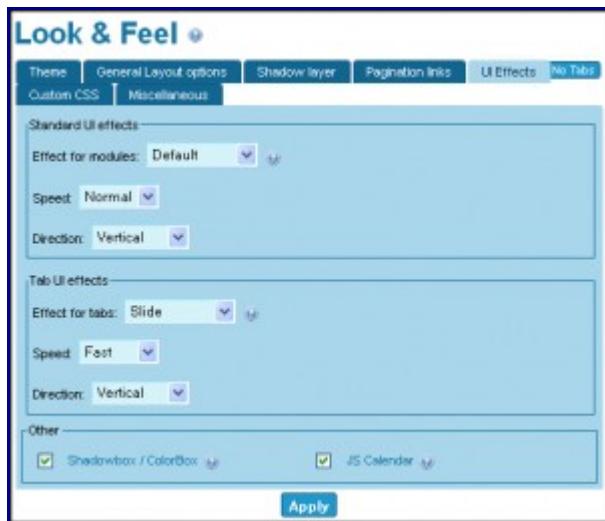 Look & Feel
Theme General Layout options Shadow layer Pagination links UI Effects No Tabs
Custom CSS Miscellaneous
Standard UI effects
Effect for modules: Default
Speed: Normal
Direction: Vertical
Tab UI effects
Effect for tabs: Slide
Speed: Fast
Direction: Vertical
Other
Shadowbox / ColorBox JS Calendar
Apply